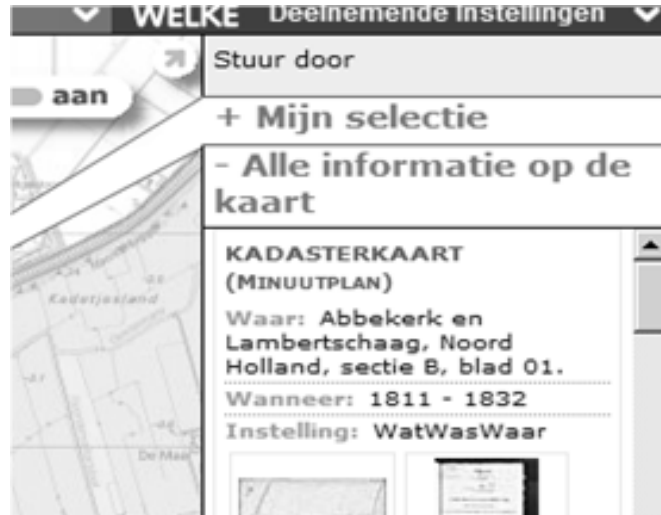 WELKE Deelnemende Instellingen
Stuur door
aan
+ Mijn selectie
- Alle informatie op de
kaart
KADASTERKAART
(MINUUTPLAN)
Waar: Abbekerk en
Lambertschaag, Noord
Holland, sectie B, blad 01.
Kadetjesland
Wanneer: 1811 - 1832
Instelling: WatWasWaar
De Maar